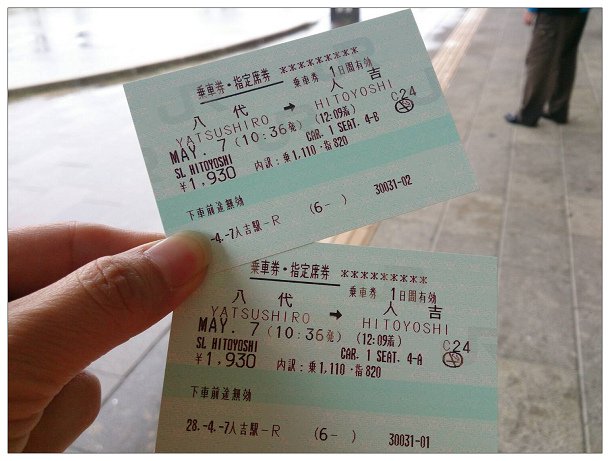 乗車券・指定席券 *********
乗車券 1日間有効
八代 → 人吉
YATSUSHIRO HITOYOSHI C24
MAY. 7 (10:36発) (12:09着)
SL HITOYOSHI CAR. 1 SEAT. 4-B
¥1,930 内訳:乗1,110・指820
下車前途無効
-4.-7人吉駅-R (6- ) 30031-02
乗車券・指定席券 *********
乗車券 1日間有効
八代 → 人吉
YATSUSHIRO HITOYOSHI
MAY. 7 (10:36発) (12:09着) C24
SL HITOYOSHI CAR. 1 SEAT. 4-A
¥1,930 内訳:乗1,110・指820
下車前途無効
28.-4.-7人吉駅-R (6- ) 30031-01